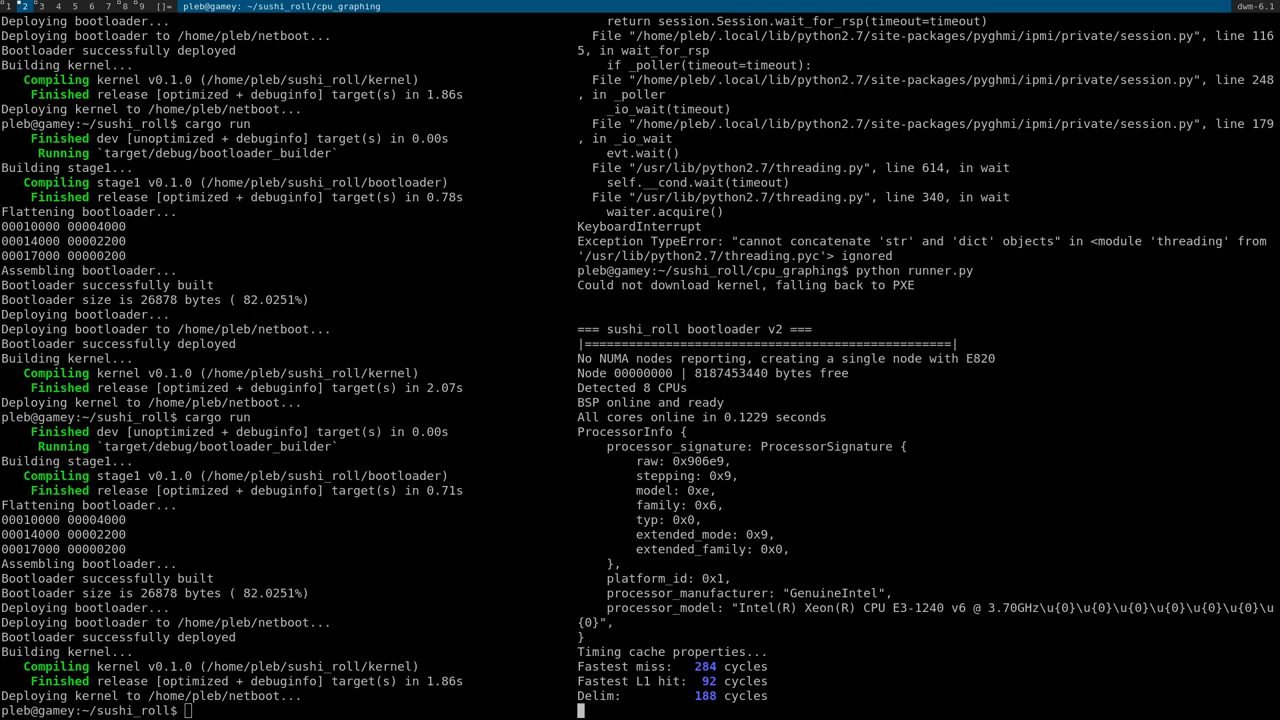 1 2 3 4 5 6 7 8 9 []= pleb@gamey: ~/sushi_roll/cpu_graphing dwm-6.1
Deploying bootloader...
Deploying bootloader to /home/pleb/netboot...
Bootloader successfully deployed
Building kernel...
Compiling kernel v0.1.0 (/home/pleb/sushi_roll/kernel)
Finished release [optimized + debuginfo] target(s) in 1.86s
Deploying kernel to /home/pleb/netboot...
pleb@gamey:~/sushi_roll$ cargo run
Finished dev [unoptimized + debuginfo] target(s) in 0.00s
Running `target/debug/bootloader_builder`
Building stage1...
Compiling stage1 v0.1.0 (/home/pleb/sushi_roll/bootloader)
Finished release [optimized + debuginfo] target(s) in 0.78s
Flattening bootloader...
00010000 00004000
00014000 00002200
00017000 00000200
Assembling bootloader...
Bootloader successfully built
Bootloader size is 26878 bytes ( 82.0251%)
Deploying bootloader...
Deploying bootloader to /home/pleb/netboot...
Bootloader successfully deployed
Building kernel...
Compiling kernel v0.1.0 (/home/pleb/sushi_roll/kernel)
Finished release [optimized + debuginfo] target(s) in 2.07s
Deploying kernel to /home/pleb/netboot...
pleb@gamey:~/sushi_roll$ cargo run
Finished dev [unoptimized + debuginfo] target(s) in 0.00s
Running `target/debug/bootloader_builder`
Building stage1...
Compiling stage1 v0.1.0 (/home/pleb/sushi_roll/bootloader)
Finished release [optimized + debuginfo] target(s) in 0.71s
Flattening bootloader...
00010000 00004000
00014000 00002200
00017000 00000200
Assembling bootloader...
Bootloader successfully built
Bootloader size is 26878 bytes ( 82.0251%)
Deploying bootloader...
Deploying bootloader to /home/pleb/netboot...
Bootloader successfully deployed
Building kernel...
Compiling kernel v0.1.0 (/home/pleb/sushi_roll/kernel)
Finished release [optimized + debuginfo] target(s) in 1.86s
Deploying kernel to /home/pleb/netboot...
pleb@gamey:~/sushi_roll$
return session.Session.wait_for_rsp(timeout=timeout)
File "/home/pleb/.local/lib/python2.7/site-packages/pyghmi/ipmi/private/session.py", line 116
5, in wait_for_rsp
if _poller(timeout=timeout):
File "/home/pleb/.local/lib/python2.7/site-packages/pyghmi/ipmi/private/session.py", line 248
, in _poller
_io_wait(timeout)
File "/home/pleb/.local/lib/python2.7/site-packages/pyghmi/ipmi/private/session.py", line 179
, in _io_wait
evt.wait()
File "/usr/lib/python2.7/threading.py", line 614, in wait
self.__cond.wait(timeout)
File "/usr/lib/python2.7/threading.py", line 340, in wait
waiter.acquire()
KeyboardInterrupt
Exception TypeError: "cannot concatenate 'str' and 'dict' objects" in <module 'threading' from
'/usr/lib/python2.7/threading.pyc'> ignored
pleb@gamey:~/sushi_roll/cpu_graphing$ python runner.py
Could not download kernel, falling back to PXE
=== sushi_roll bootloader v2 ===
|==================================================|
No NUMA nodes reporting, creating a single node with E820
Node 00000000 | 8187453440 bytes free
Detected 8 CPUs
BSP online and ready
All cores online in 0.1229 seconds
ProcessorInfo {
processor_signature: ProcessorSignature {
raw: 0x906e9,
stepping: 0x9,
model: 0xe,
family: 0x6,
typ: 0x0,
extended_mode: 0x9,
extended_family: 0x0,
},
platform_id: 0x1,
processor_manufacturer: "GenuineIntel",
processor_model: "Intel(R) Xeon(R) CPU E3-1240 v6 @ 3.70GHz\u{0}\u{0}\u{0}\u{0}\u{0}\u{0}\u
{0}",
}
Timing cache properties...
Fastest miss: 284 cycles
Fastest L1 hit: 92 cycles
Delim: 188 cycles